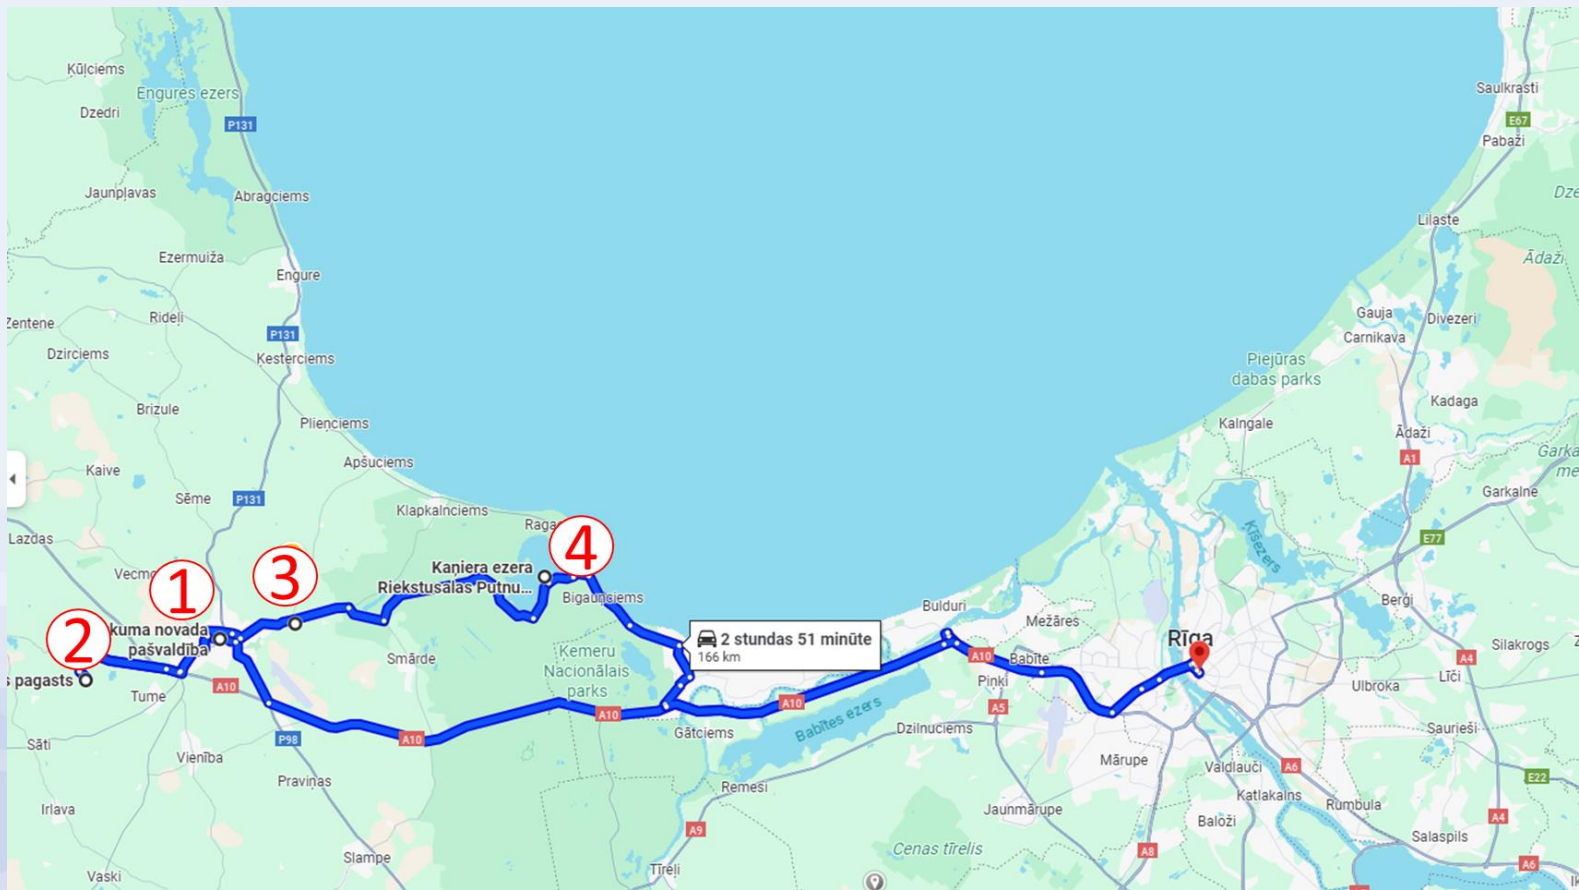 Kūļciems
Engures ezers
Dzedri
P131
Saulkrasti
E67
Pabaži
Jaunpļavas
Abragciems
Lilaste
Ezermuiža
Engure
Ādaži
Rideļi
Zentene
P131
Gauja
Divezeri
Carnikava
Dzirciems
Kesterciems
Piejūras
dabas parks
Brizule
Plieņciems
Kadaga
Kalngale
Ādaži
A1
Apšuciems
Kaive
Sēme
P131
Garkalne
Klapkalnciems
Lazdas
Ķīšezers
E77
4
Kaņiera ezera
Riekstusalas Putnu...
1
3
Bigauņciems
Bulduri
Mežāres
Berģi
2
kuma novada
pašvaldība
2 stundas 51 minūte
166 km
Rīga
Silakrogs
Smārde
Ķemeru
Nacionālais
parks
A10
Babīte
A4
s pagasts
Tume
A10
Pinki
Ulbroka
Līči
A10
A10
A5
Babītes ezers
Dzilnuciems
Gātciems
Saurieši
Sāti
P98
A10
Vienība
Mārupe
Valdlauči
A6
E22
Praviņas
Remesi
Katlakalns
Rumbula
Irlava
Jaunmārupe
Baloži
A4
A9
Salaspils
Slampe
Cenas tīrelis
A8
A6
Tīreļi
Vaski